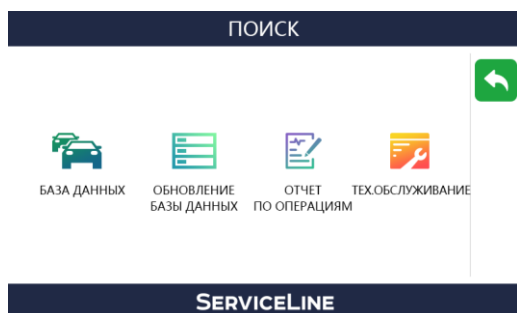 ПОИСК
БАЗА ДАННЫХ
ОБНОВЛЕНИЕ
БАЗЫ ДАННЫХ
ОТЧЕТ
ПО ОПЕРАЦИЯМ
ТЕХ.ОБСЛУЖИВАНИЕ
SERVICELINE